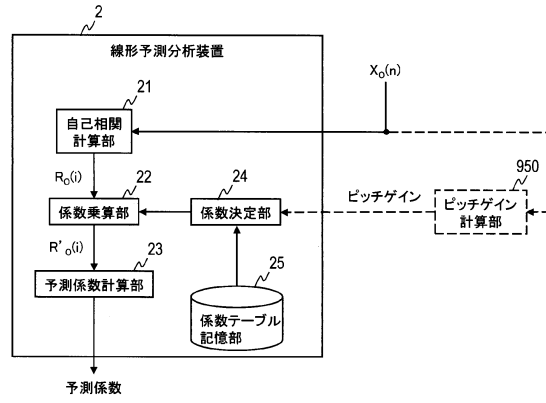 2
線形予測分析装置
X₀(n)
21
自己相関
計算部
R₀(i)
22
係数乗算部
24
係数決定部
ピッチゲイン
950
ピッチゲイン
計算部
R'₀(i)
23
予測係数計算部
25
係数テーブル
記憶部
予測係数